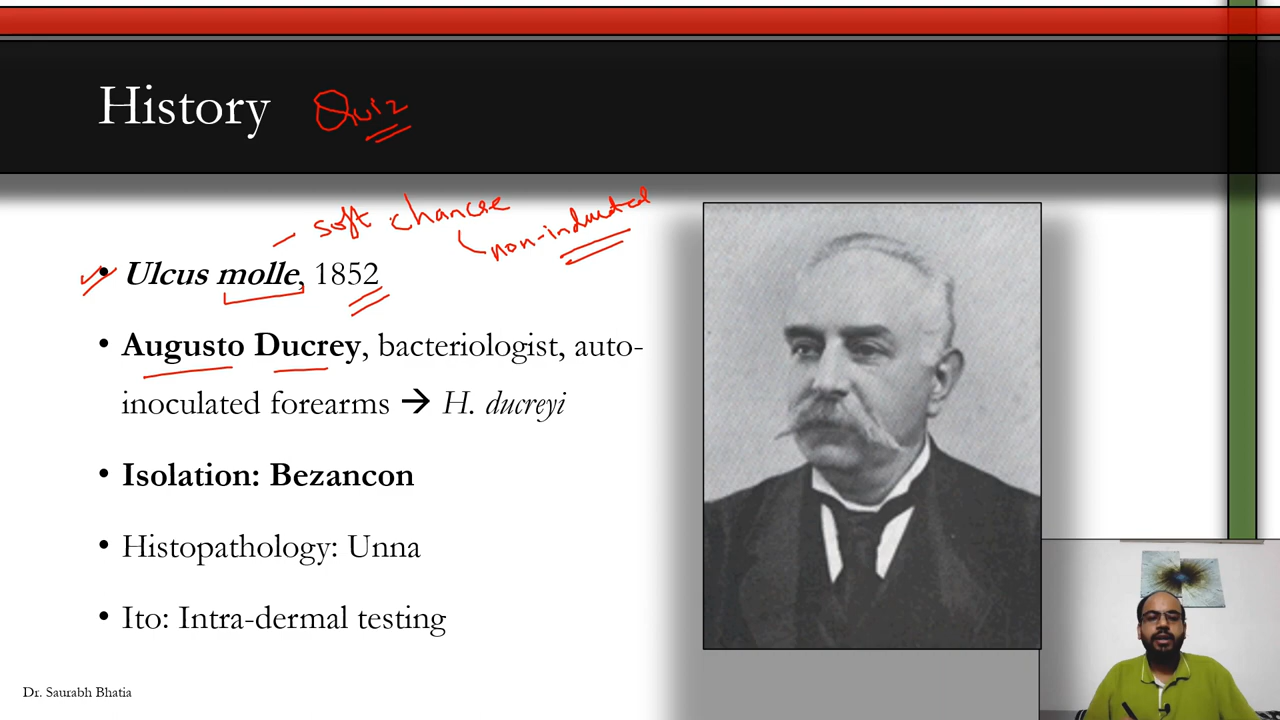 History Quiz
soft chancre
non-indurated
• Ulcus molle, 1852
• Augusto Ducrey, bacteriologist, auto-
inoculated forearms → H. ducreyi
• Isolation: Bezancon
• Histopathology: Unna
• Ito: Intra-dermal testing
Dr. Saurabh Bhatia